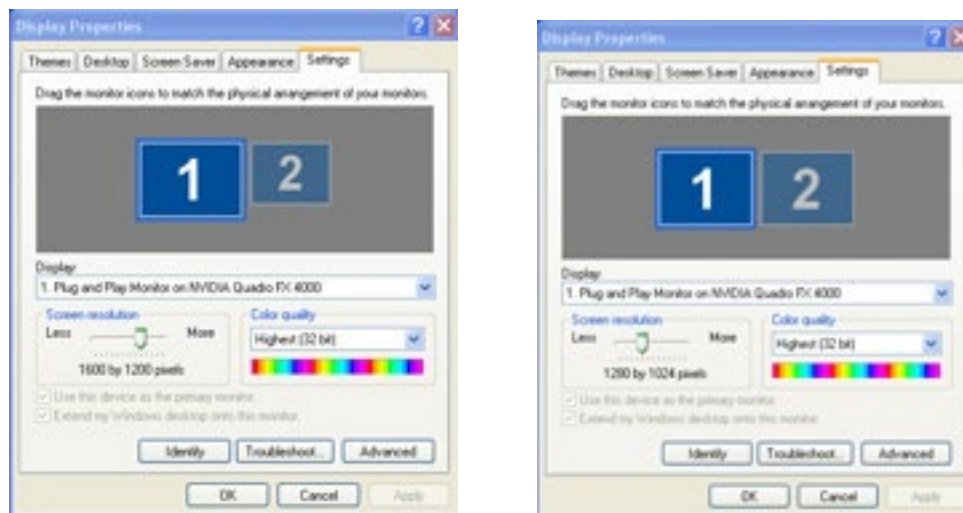 Display Properties
Themes Desktop Screen Saver Appearance Settings
Drag the monitor icons to match the physical arrangement of your monitors.
1 2
Display:
1. Plug and Play Monitor on NVIDIA Quadro FX 4000
Screen resolution
Less More
1600 by 1200 pixels
Color quality
Highest (32 bit)
Use this device as the primary monitor.
Extend my Windows desktop onto this monitor.
Identify Troubleshoot... Advanced
OK Cancel Apply
Display Properties
Themes Desktop Screen Saver Appearance Settings
Drag the monitor icons to match the physical arrangement of your monitors.
1 2
Display:
1. Plug and Play Monitor on NVIDIA Quadro FX 4000
Screen resolution
Less More
1280 by 1024 pixels
Color quality
Highest (32 bit)
Use this device as the primary monitor.
Extend my Windows desktop onto this monitor.
Identify Troubleshoot... Advanced
OK Cancel Apply